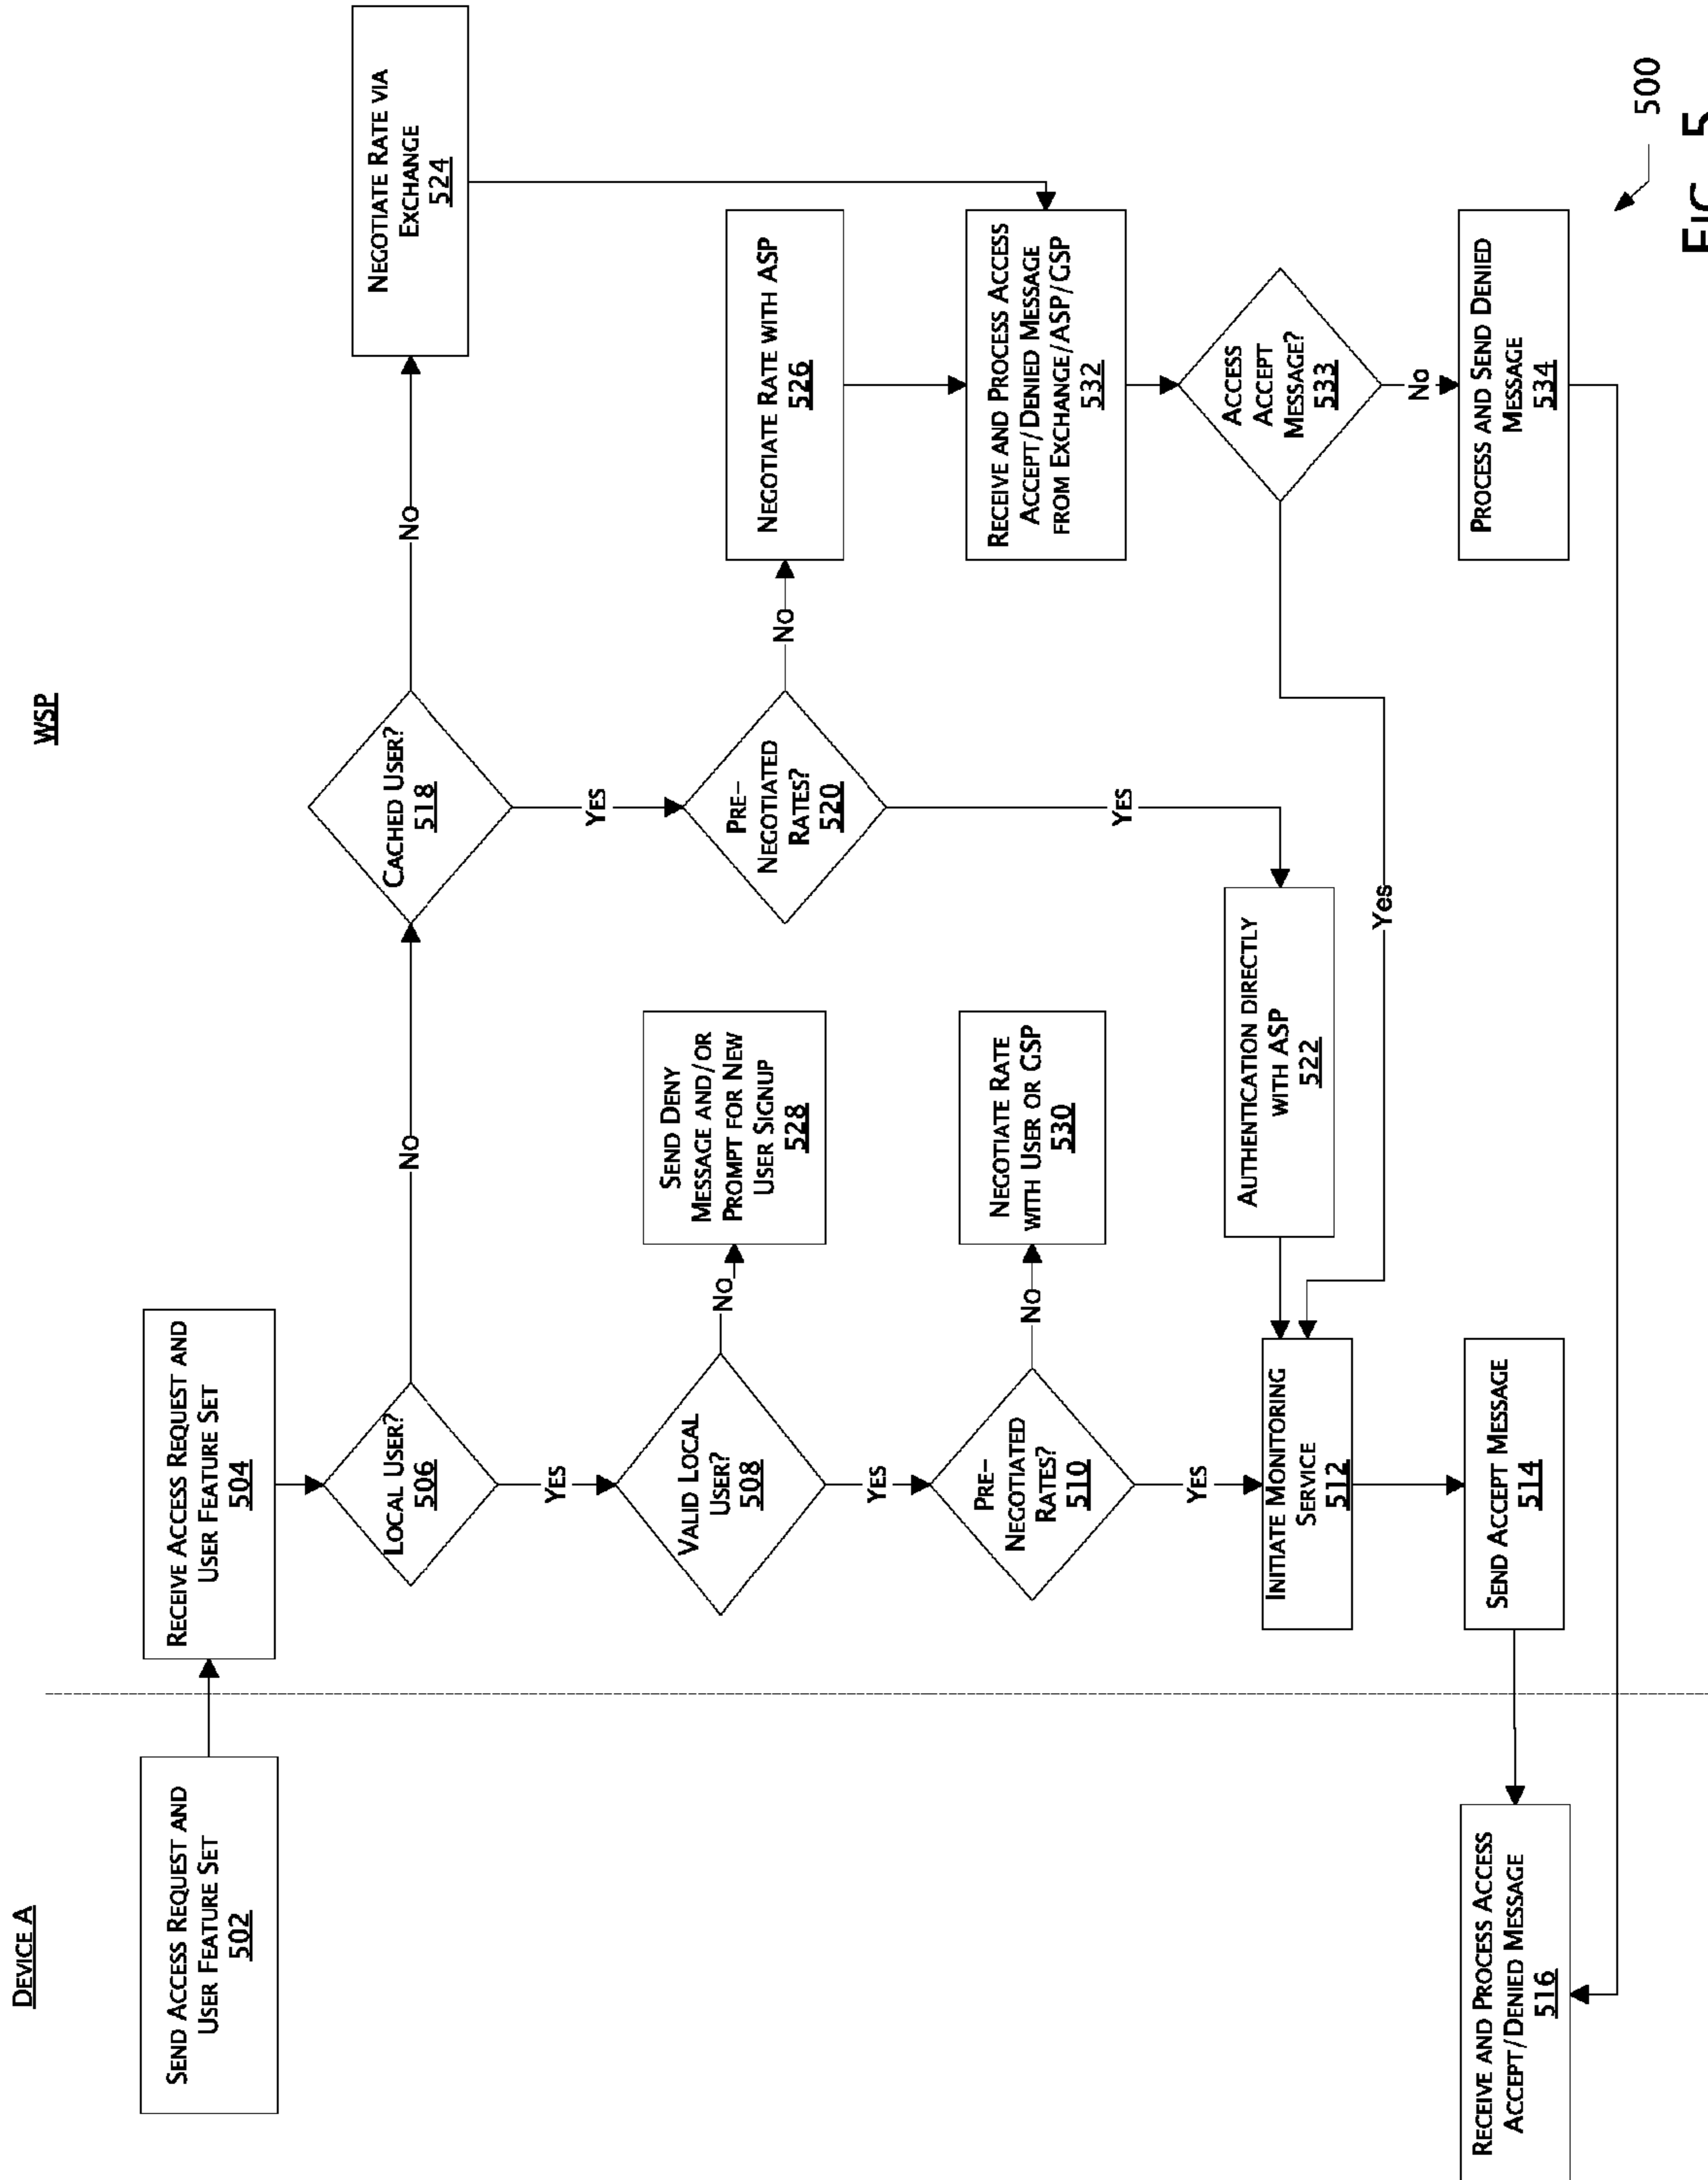 DEVICE A
WSP
SEND ACCESS REQUEST AND
USER FEATURE SET
502
RECEIVE ACCESS REQUEST AND
USER FEATURE SET
504
LOCAL USER?
506
NO
CACHED USER?
518
NO
NEGOTIATE RATE VIA
EXCHANGE
524
YES
YES
VALID LOCAL
USER?
508
NO
SEND DENY
MESSAGE AND/OR
PROMPT FOR NEW
USER SIGNUP
528
PRE-
NEGOTIATED
RATES?
520
NO
NEGOTIATE RATE WITH ASP
526
YES
PRE-
NEGOTIATED
RATES?
510
NO
NEGOTIATE RATE
WITH USER OR GSP
530
YES
RECEIVE AND PROCESS ACCESS
ACCEPT/DENIED MESSAGE
FROM EXCHANGE/ASP/GSP
532
YES
INITIATE MONITORING
SERVICE
512
AUTHENTICATION DIRECTLY
WITH ASP
522
ACCESS
ACCEPT
MESSAGE?
533
Yes
No
RECEIVE AND PROCESS ACCESS
ACCEPT/DENIED MESSAGE
516
SEND ACCEPT MESSAGE
514
PROCESS AND SEND DENIED
MESSAGE
534
500
FIG. 5